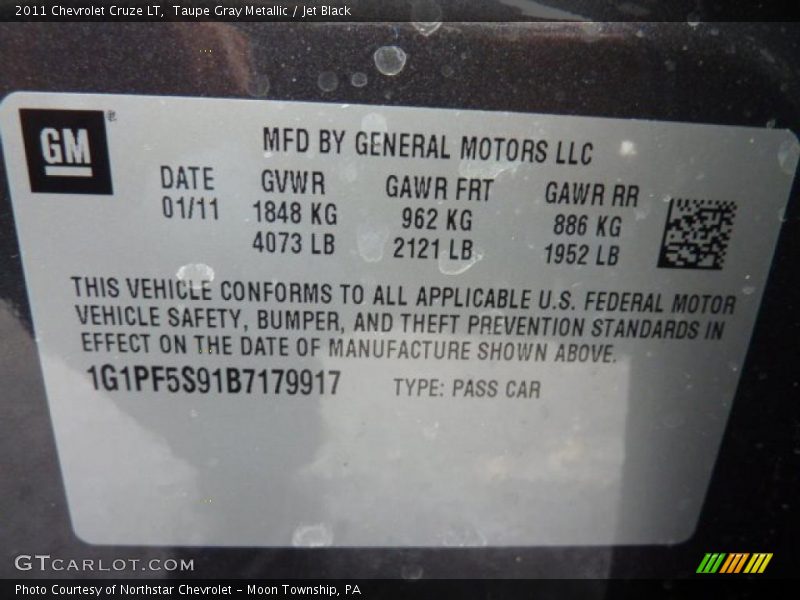 2011 Chevrolet Cruze LT,  Taupe Gray Metallic / Jet Black
GM®
MFD BY GENERAL MOTORS LLC
DATE GVWR GAWR FRT GAWR RR
01/11 1848 KG 962 KG 886 KG
4073 LB 2121 LB 1952 LB
THIS VEHICLE CONFORMS TO ALL APPLICABLE U.S. FEDERAL MOTOR
VEHICLE SAFETY, BUMPER, AND THEFT PREVENTION STANDARDS IN
EFFECT ON THE DATE OF MANUFACTURE SHOWN ABOVE.
1G1PF5S91B7179917 TYPE: PASS CAR
GTCARLOT.COM
Photo Courtesy of Northstar Chevrolet - Moon Township, PA